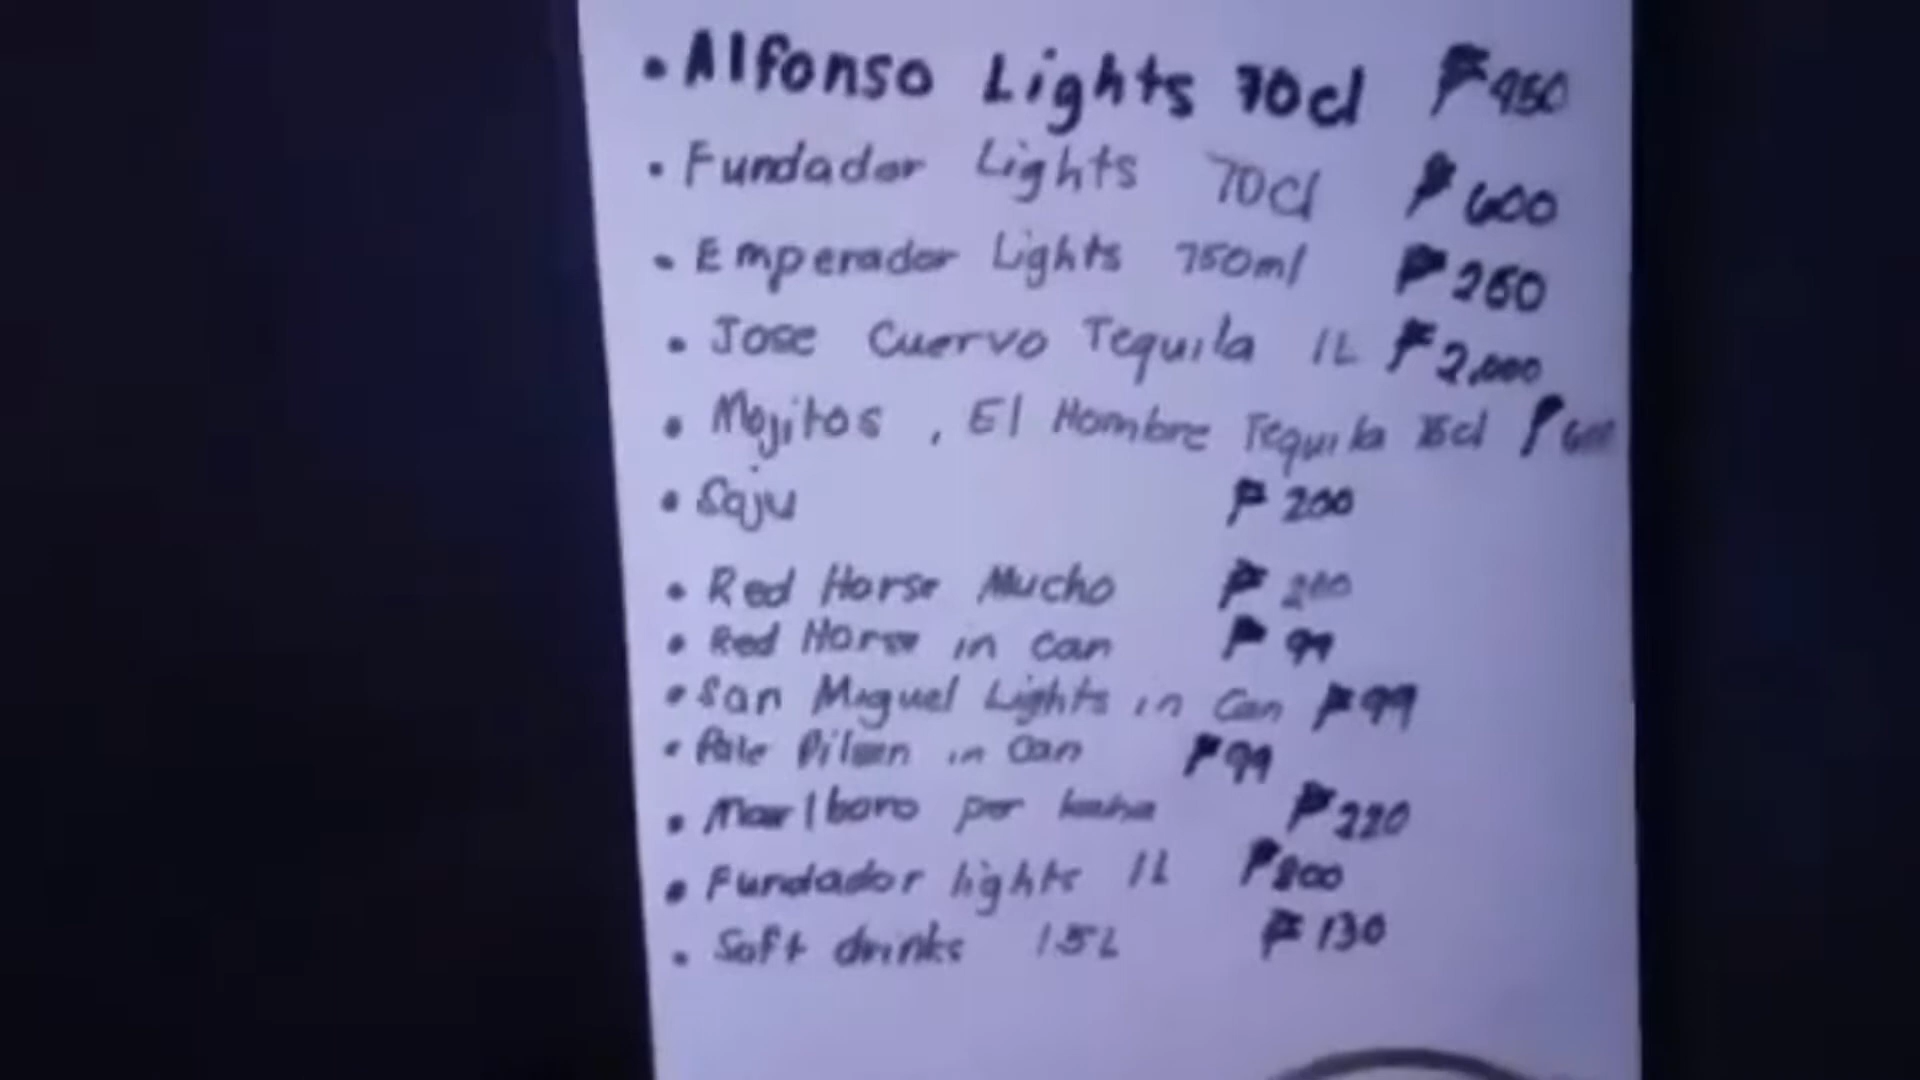 • Alfonso Lights 70cl ₱950
• Fundador Lights 70cl ₱600
• Emperador Lights 750ml ₱250
• Jose Cuervo Tequila 1L ₱2,000
• Mojitos, El Hombre Tequila
• Soju ₱200
• Red Horse Mucho ₱200
• Red Horse in can ₱99
• San Miguel Lights in Can ₱99
• Pale Pilsen in Can ₱99
• Marlboro per kaha ₱220
• Fundador lights 1L ₱800
• Soft drinks 1.5L ₱130